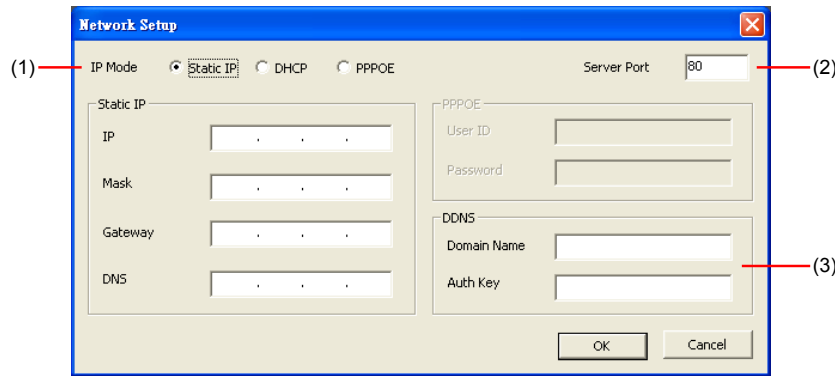 Network Setup
(1) IP Mode Static IP DHCP PPPOE Server Port 80 (2)
Static IP
IP
Mask
Gateway
DNS
PPPOE
User ID
Password
DDNS
Domain Name
Auth Key
(3)
OK Cancel